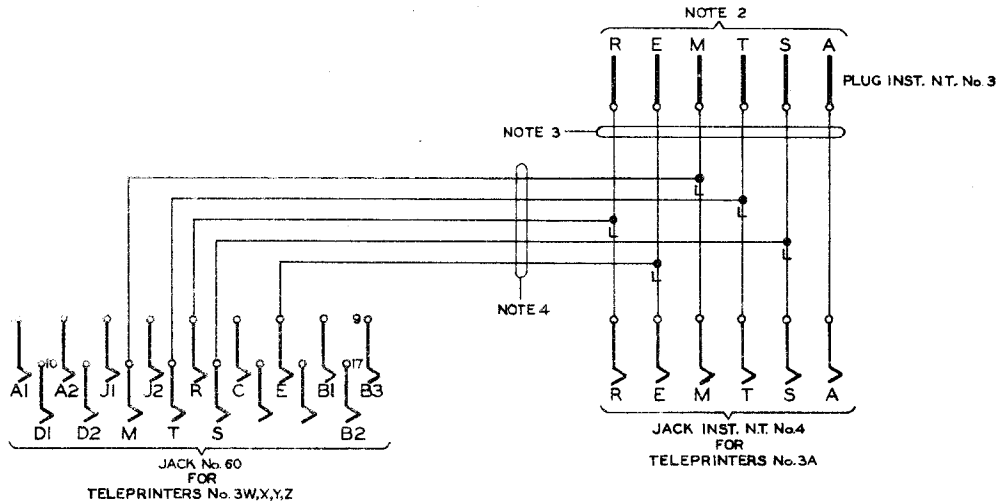 NOTE 2
R E M T S A
PLUG INST. NT. No. 3
NOTE 3
L
L
L
L
L
NOTE 4
9
10
17
A1 A2 J1 J2 R C E B1 B3
D1 D2 M T S B2
R E M T S A
JACK No. 60
FOR
TELEPRINTERS No. 3W,X,Y,Z
JACK INST. N.T. No.4
FOR
TELEPRINTERS No.3A